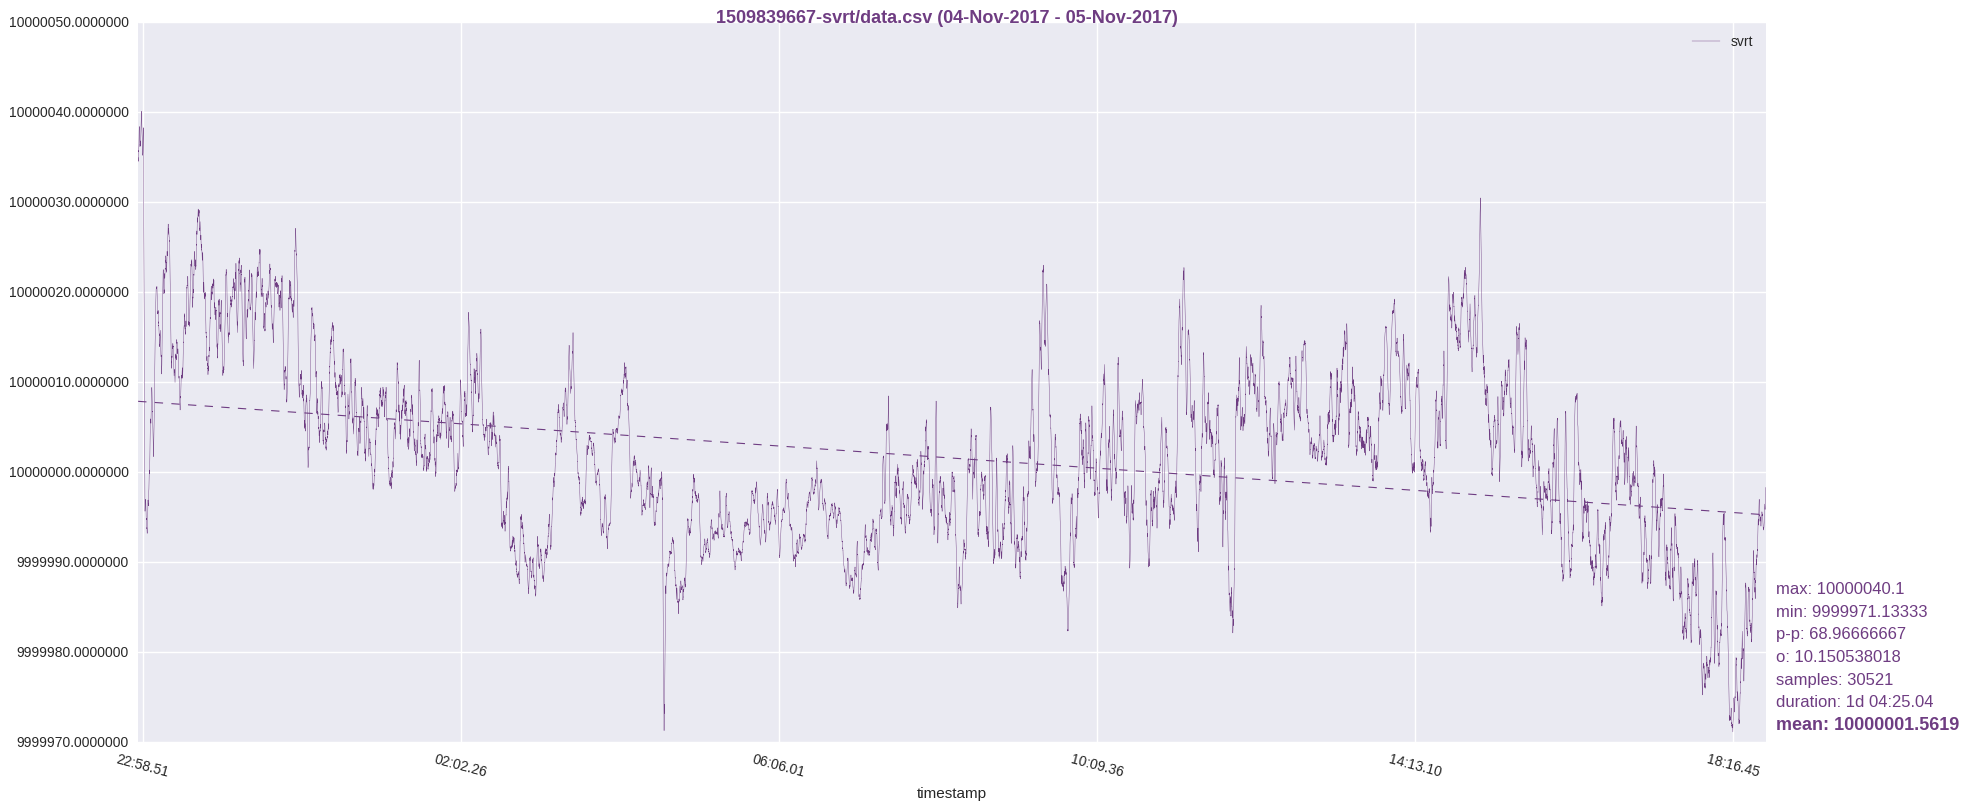 1509839667-svrt/data.csv (04-Nov-2017 - 05-Nov-2017)
svrt
10000050.0000000
10000040.0000000
10000030.0000000
10000020.0000000
10000010.0000000
10000000.0000000
9999990.0000000
9999980.0000000
9999970.0000000
max: 10000040.1
min: 9999971.13333
p-p: 68.96666667
o: 10.150538018
samples: 30521
duration: 1d 04:25.04
mean: 10000001.5619
22:58.51
02:02.26
06:06.01
10:09.36
14:13.10
18:16.45
timestamp